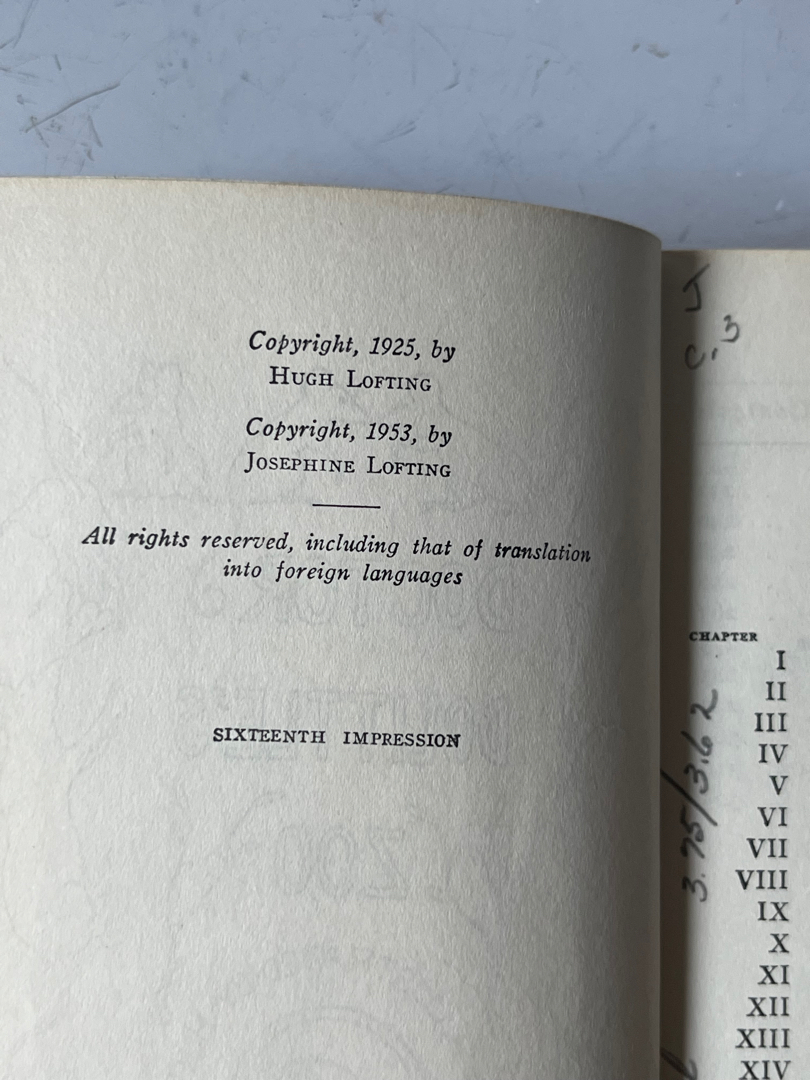 Copyright, 1925, by
HUGH LOFTING
Copyright, 1953, by
JOSEPHINE LOFTING
All rights reserved, including that of translation
into foreign languages
SIXTEENTH IMPRESSION
J
c.3
CHAPTER
I
II
III
IV
V
VI
VII
VIII
IX
X
XI
XII
XIII
XIV
3.75/3.62